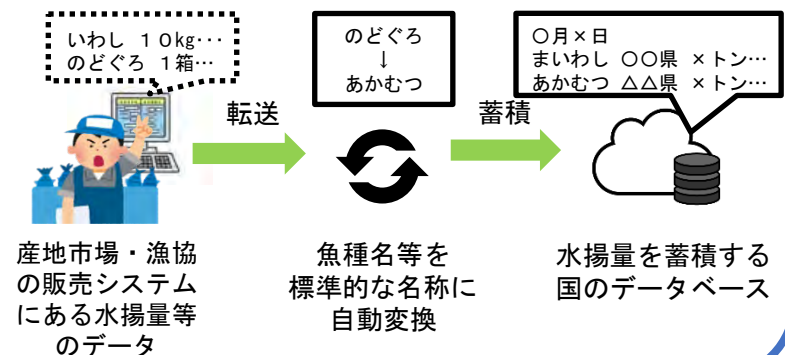 いわし １０kg･･･
のどぐろ １箱…
転送
産地市場・漁協
の販売システム
にある水揚量等
のデータ
のどぐろ
↓
あかむつ
蓄積
魚種名等を
標準的な名称に
自動変換
〇月×日
まいわし 〇〇県 ×トン…
あかむつ △△県 ×トン…
水揚量を蓄積する
国のデータベース